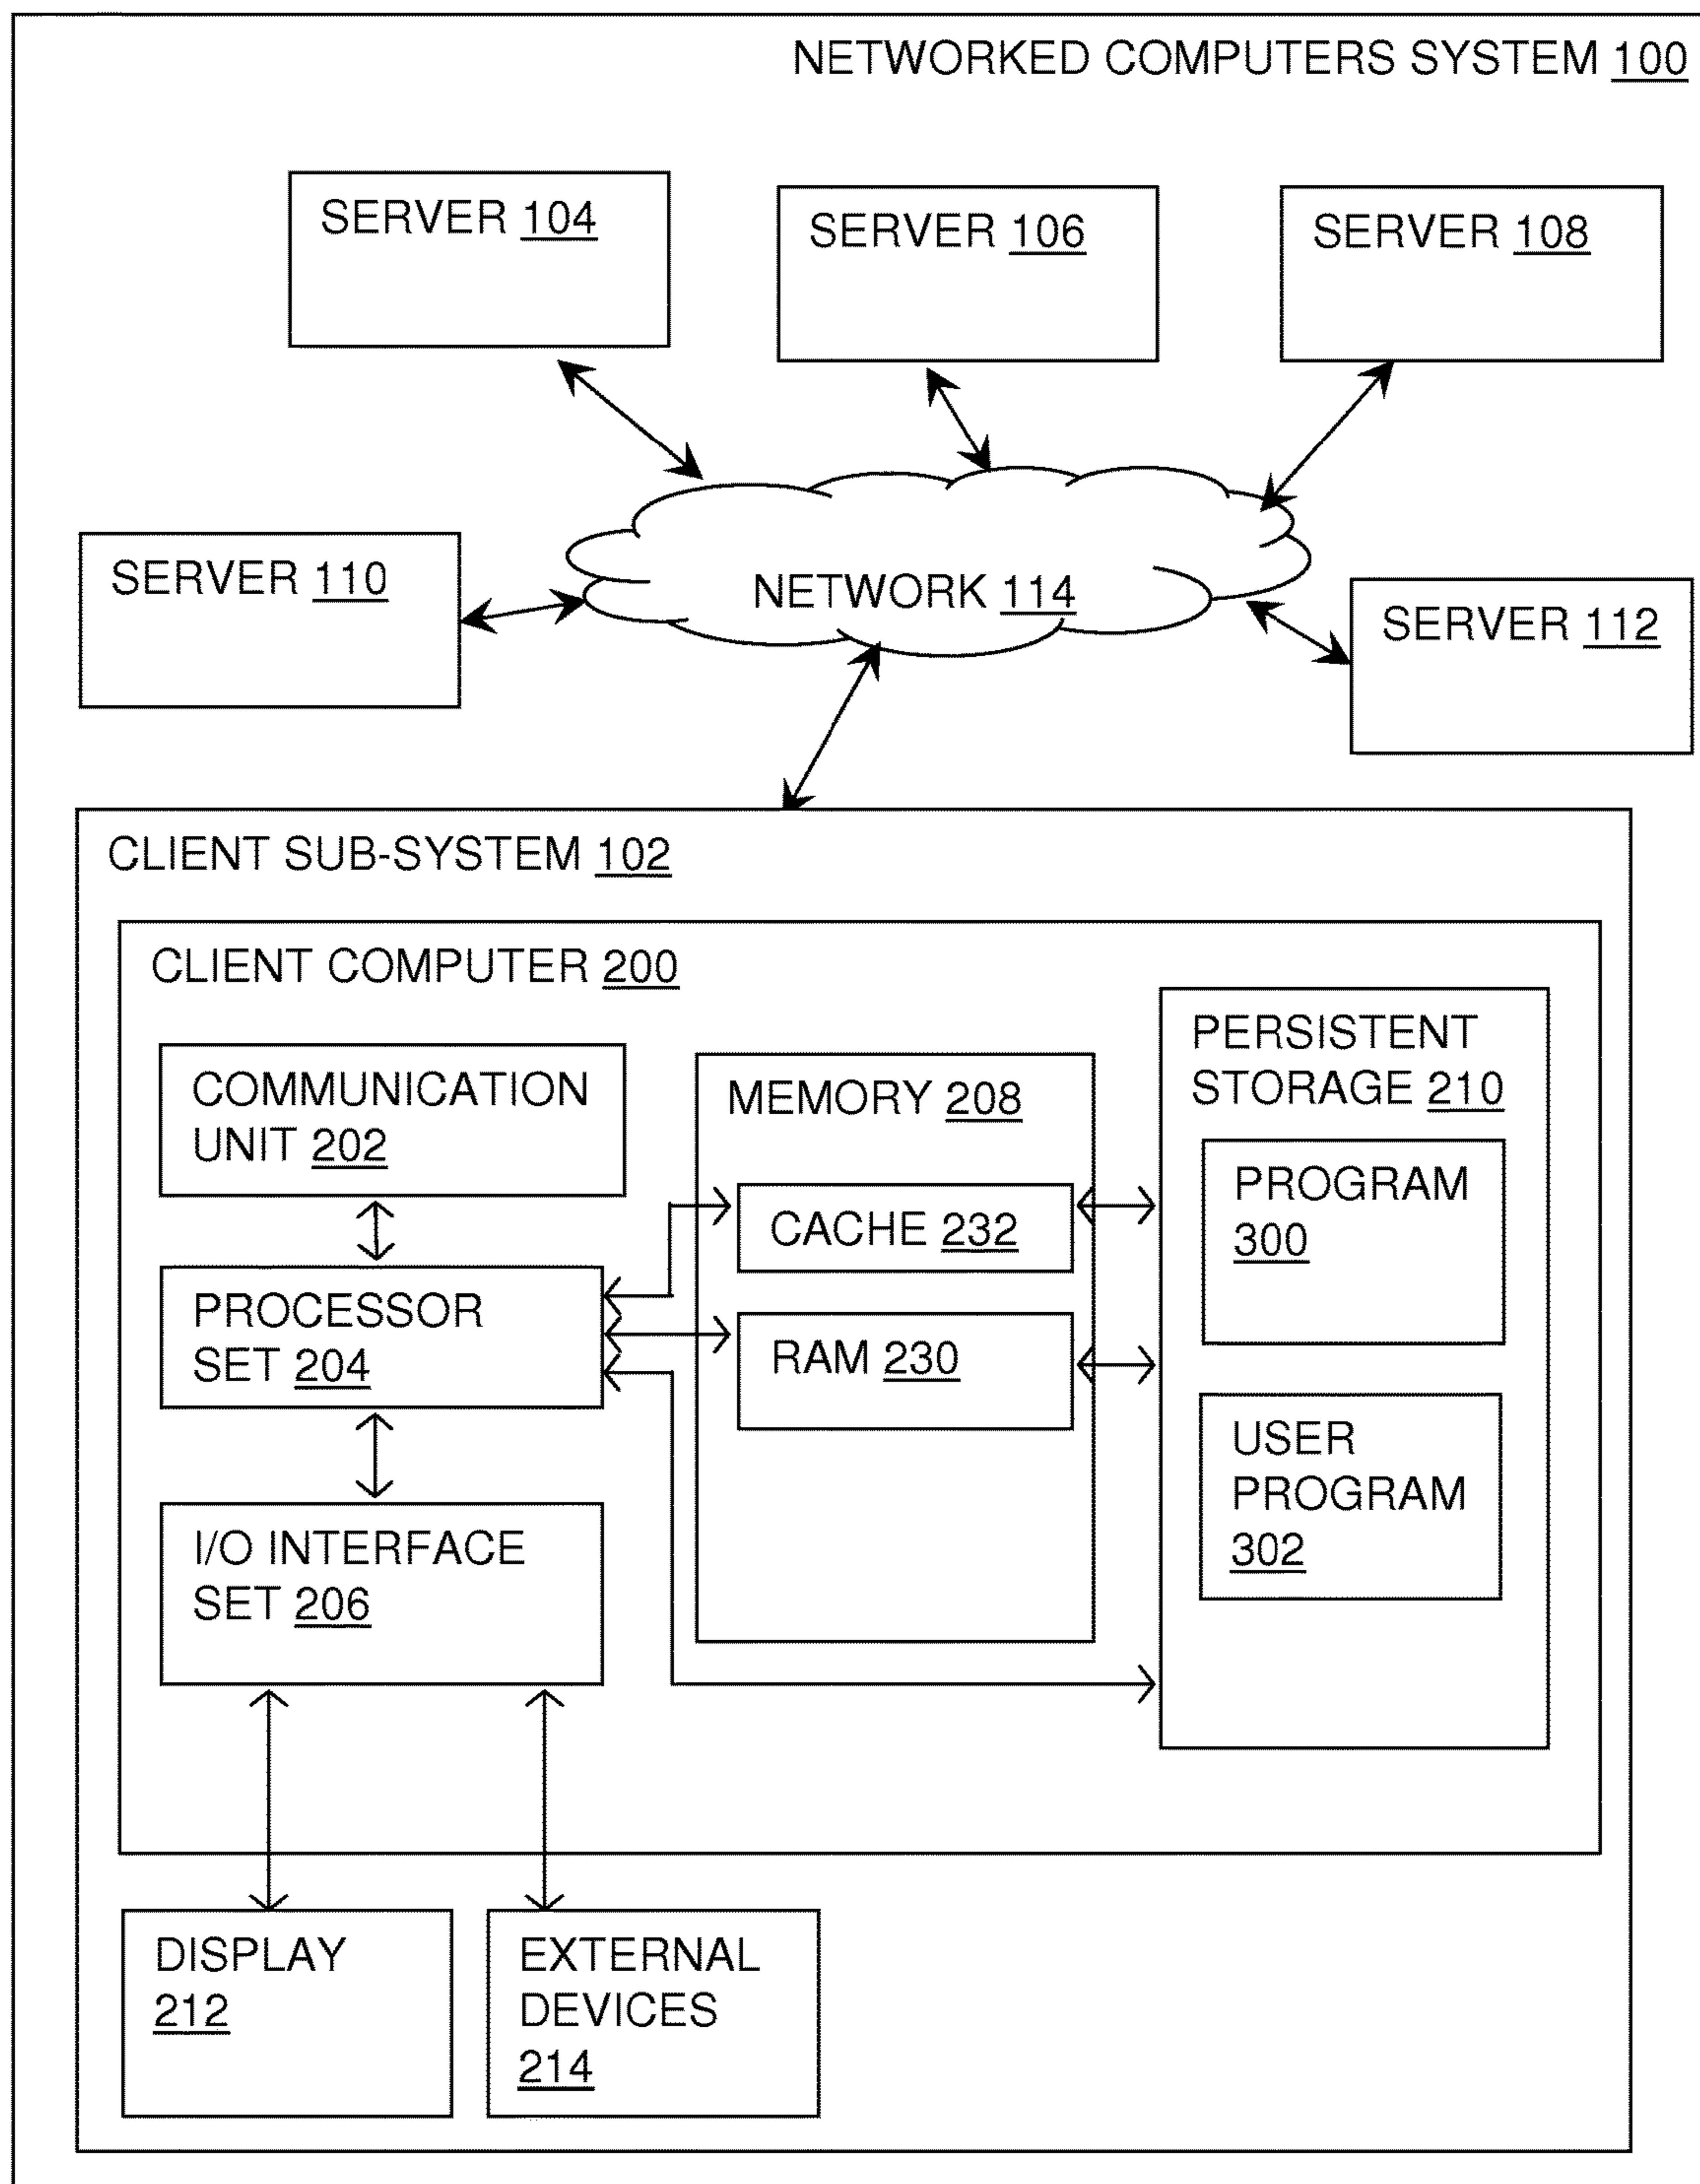 NETWORKED COMPUTERS SYSTEM 100
SERVER 104
SERVER 106
SERVER 108
SERVER 110
NETWORK 114
SERVER 112
CLIENT SUB-SYSTEM 102
CLIENT COMPUTER 200
COMMUNICATION
UNIT 202
PROCESSOR
SET 204
I/O INTERFACE
SET 206
MEMORY 208
CACHE 232
RAM 230
PERSISTENT
STORAGE 210
PROGRAM
300
USER
PROGRAM
302
DISPLAY
212
EXTERNAL
DEVICES
214